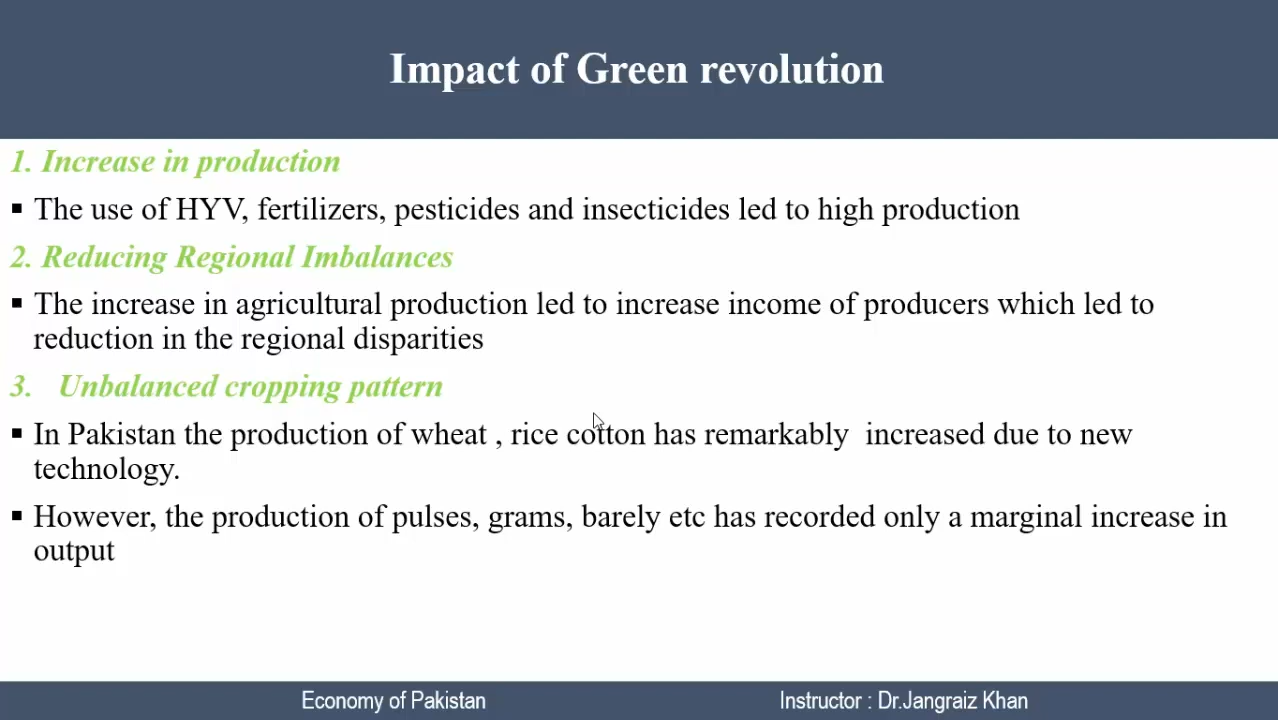 Impact of Green revolution
1. Increase in production
▪ The use of HYV, fertilizers, pesticides and insecticides led to high production
2. Reducing Regional Imbalances
▪ The increase in agricultural production led to increase income of producers which led to
reduction in the regional disparities
3. Unbalanced cropping pattern
▪ In Pakistan the production of wheat , rice cotton has remarkably increased due to new
technology.
▪ However, the production of pulses, grams, barely etc has recorded only a marginal increase in
output
Economy of Pakistan
Instructor : Dr.Jangraiz Khan